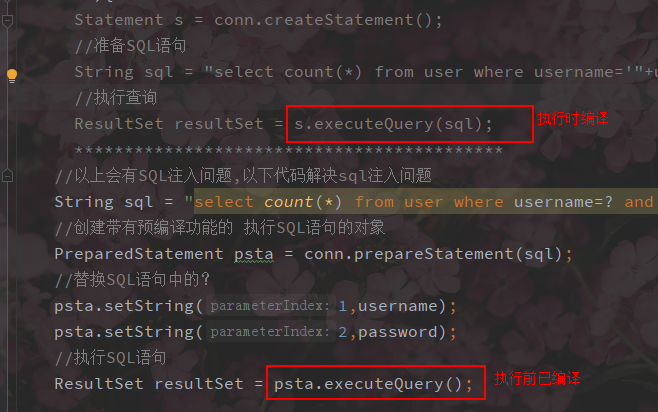 Statement s = conn.createStatement();
//准备SQL语句
String sql = "select count(*) from user where username='"+u
//执行查询
ResultSet resultSet = s.executeQuery(sql); 执行时编译
*******************************************
//以上会有SQL注入问题,以下代码解决sql注入问题
String sql = "select count(*) from user where username=? and
//创建带有预编译功能的 执行SQL语句的对象
PreparedStatement psta = conn.prepareStatement(sql);
//替换SQL语句中的?
psta.setString( parameterIndex: 1,username);
psta.setString( parameterIndex: 2,password);
//执行SQL语句
ResultSet resultSet = psta.executeQuery(); 执行前已编译